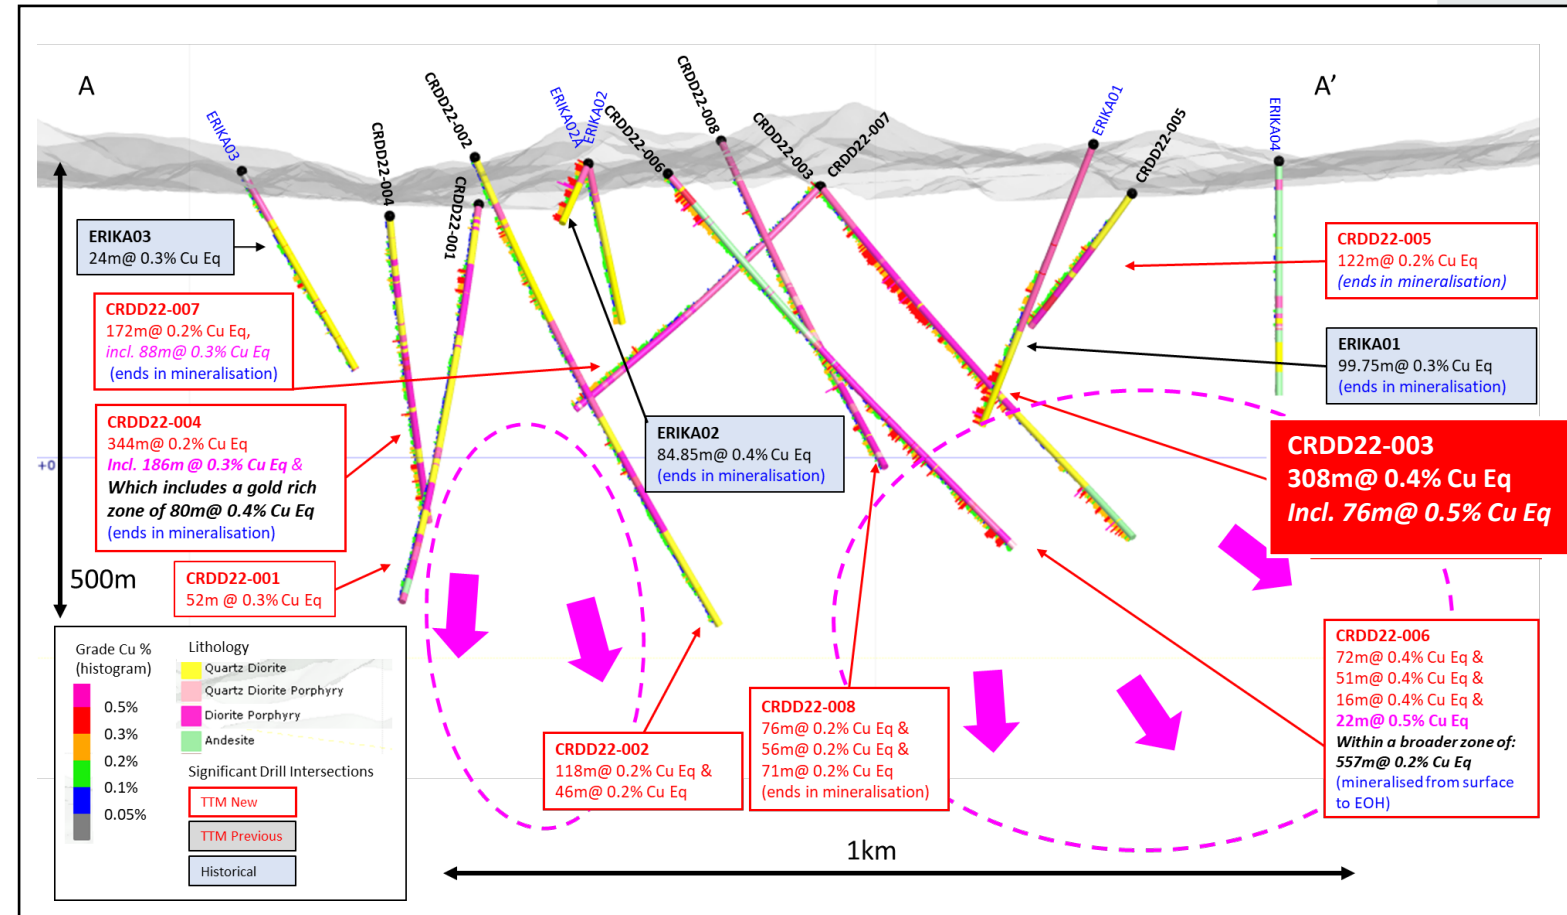 A
A'
ERIKA03
CRDD22-004
CRDD22-002
CRDD22-001
ERIKA02A
ERIKA02
CRDD22-006
CRDD22-008
CRDD22-003
CRDD22-007
ERIKA01
CRDD22-005
ERIKA04
ERIKA03
24m@ 0.3% Cu Eq
CRDD22-007
172m@ 0.2% Cu Eq,
incl. 88m@ 0.3% Cu Eq
(ends in mineralisation)
CRDD22-004
344m@ 0.2% Cu Eq
Incl. 186m @ 0.3% Cu Eq &
Which includes a gold rich
zone of 80m@ 0.4% Cu Eq
(ends in mineralisation)
CRDD22-001
52m @ 0.3% Cu Eq
ERIKA02
84.85m@ 0.4% Cu Eq
(ends in mineralisation)
CRDD22-005
122m@ 0.2% Cu Eq
(ends in mineralisation)
ERIKA01
99.75m@ 0.3% Cu Eq
(ends in mineralisation)
CRDD22-003
308m@ 0.4% Cu Eq
Incl. 76m@ 0.5% Cu Eq
CRDD22-006
72m@ 0.4% Cu Eq &
51m@ 0.4% Cu Eq &
16m@ 0.4% Cu Eq &
22m@ 0.5% Cu Eq
Within a broader zone of:
557m@ 0.2% Cu Eq
(mineralised from surface
to EOH)
CRDD22-008
76m@ 0.2% Cu Eq &
56m@ 0.2% Cu Eq &
71m@ 0.2% Cu Eq
(ends in mineralisation)
CRDD22-002
118m@ 0.2% Cu Eq &
46m@ 0.2% Cu Eq
+0
500m
1km
Grade Cu %
(histogram)
0.5%
0.3%
0.2%
0.1%
0.05%
Lithology
Quartz Diorite
Quartz Diorite Porphyry
Diorite Porphyry
Andesite
Significant Drill Intersections
TTM New
TTM Previous
Historical